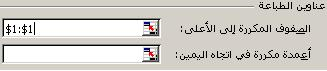 عناوين الطباعة
الصفوف المكررة إلى الأعلى:
$1:$1
أعمدة مكررة في اتجاه اليمين: